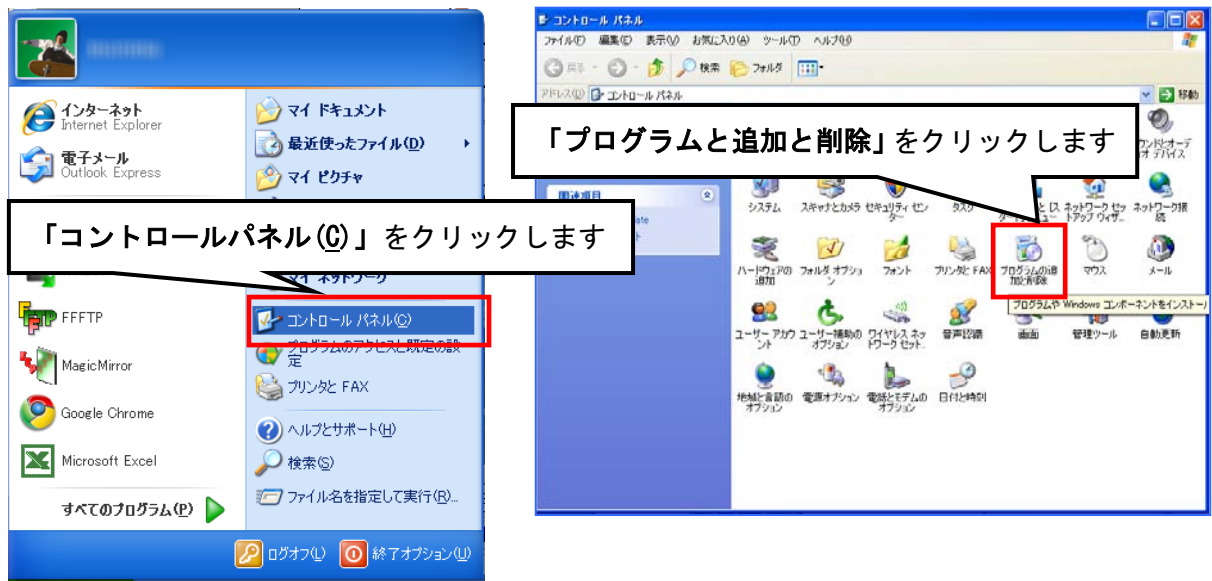 インターネット
Internet Explorer
電子メール
Outlook Express
FFFTP
MagicMirror
Google Chrome
Microsoft Excel
すべてのプログラム(P)
マイ ドキュメント
最近使ったファイル(D)
マイ ピクチャ
「コントロールパネル(C)」をクリックします
マイ ネットワーク
コントロール パネル(C)
プログラムのアクセスと既定の設
定
プリンタと FAX
ヘルプとサポート(H)
検索(S)
ファイル名を指定して実行(R)...
ログオフ(L)
終了オプション(U)
コントロール パネル
ファイル(F) 編集(E) 表示(V) お気に入り(A) ツール(T) ヘルプ(H)
戻る 検索 フォルダ
アドレス(D) コントロール パネル 移動
「プログラムと追加と削除」をクリックします
関連項目
システム
スキャナとカメラ
セキュリティ セン
ター
タスク
ネットワーク セッ
トアップ ウィザ...
ネットワーク接
続
ハードウェアの
追加
フォルダ オプショ
ン
フォント
プリンタと FAX
プログラムの追
加と削除
マウス
メール
プログラムや Windows コンポーネントをインストー
ユーザー アカウ
ント
ユーザー補助の
オプション
ワイヤレス ネッ
トワーク セット...
音声認識
画面
管理ツール
自動更新
地域と言語の
オプション
電源オプション
電話とモデムの
オプション
日付と時刻